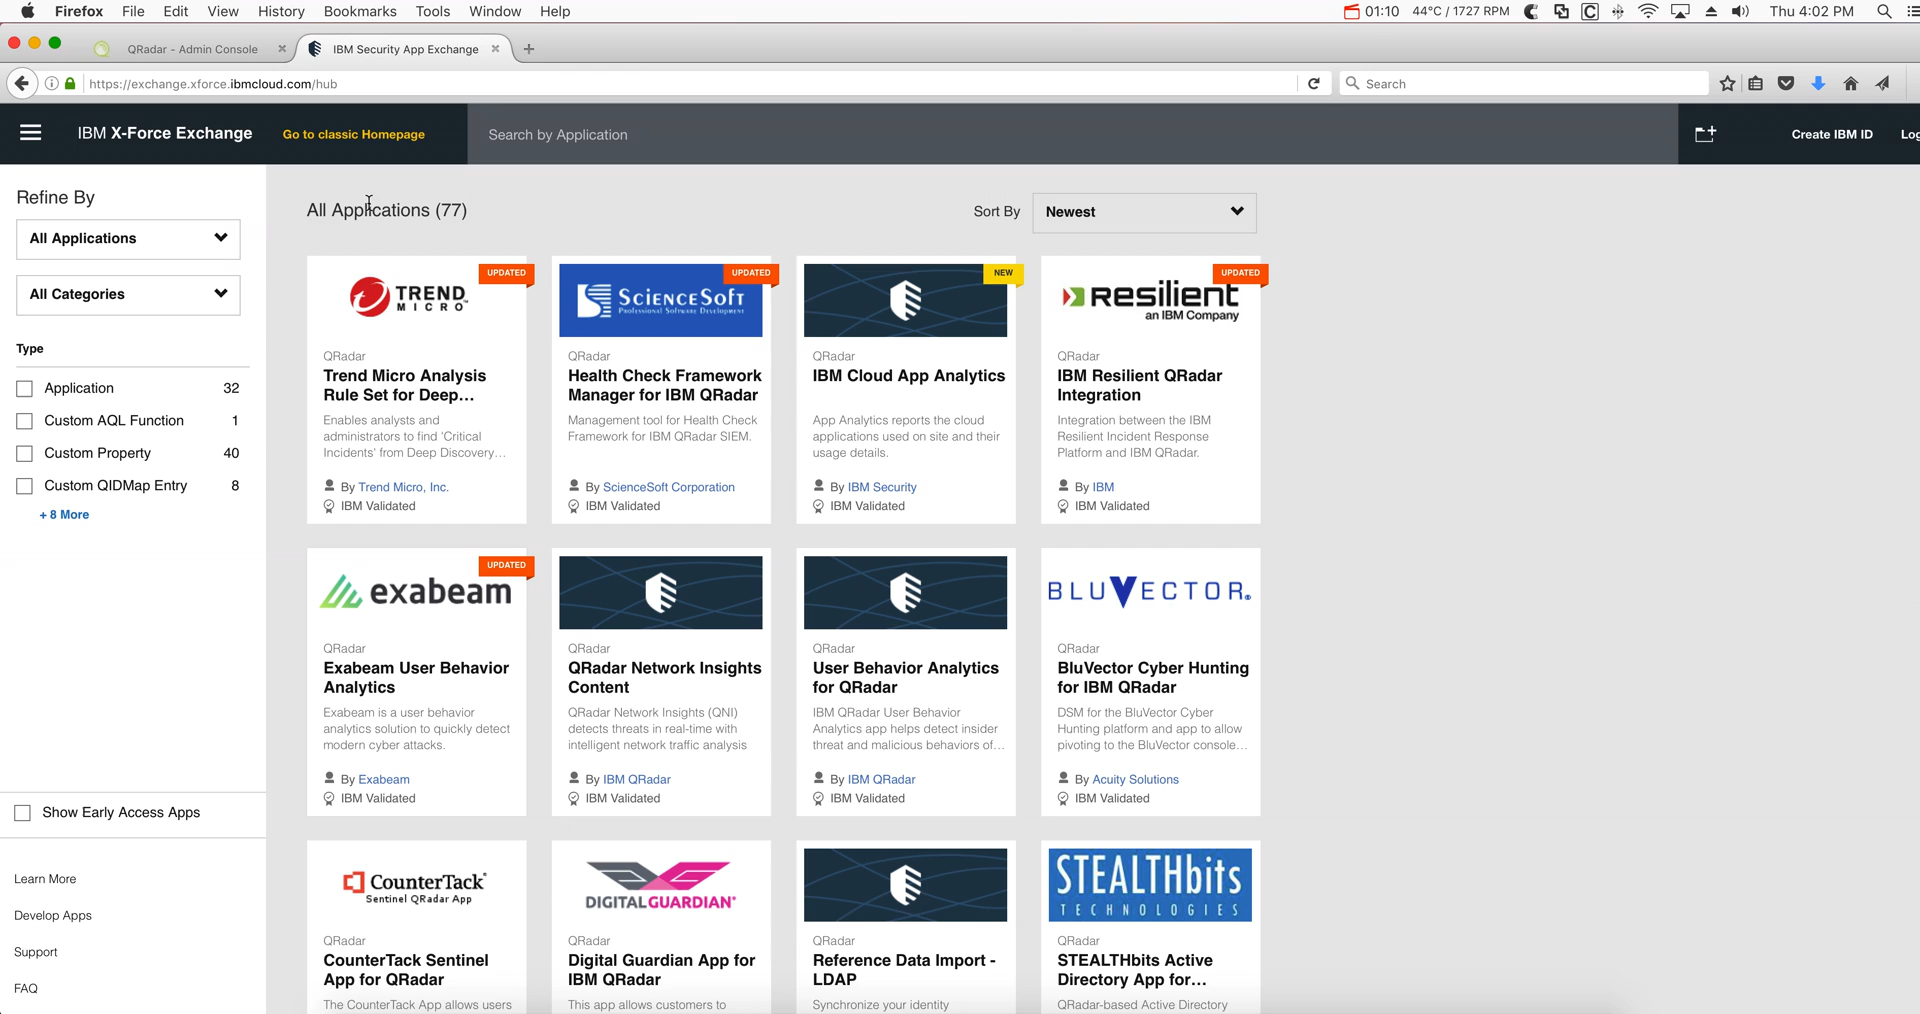 Firefox File Edit View History Bookmarks Tools Window Help 01:10 44°C / 1727 RPM Thu 4:02 PM
QRadar - Admin Console
IBM Security App Exchange
https://exchange.xforce.ibmcloud.com/hub
Search
IBM X-Force Exchange
Go to classic Homepage
Search by Application
Create IBM ID
Log
Refine By
All Applications
All Categories
Type
Application 32
Custom AQL Function 1
Custom Property 40
Custom QIDMap Entry 8
+ 8 More
Show Early Access Apps
Learn More
Develop Apps
Support
FAQ
All Applications (77)
Sort By
Newest
UPDATED
TREND
MICRO
QRadar
Trend Micro Analysis
Rule Set for Deep...
Enables analysts and
administrators to find 'Critical
Incidents' from Deep Discovery...
By Trend Micro, Inc.
IBM Validated
UPDATED
ScienceSoft
Professional Software Development
QRadar
Health Check Framework
Manager for IBM QRadar
Management tool for Health Check
Framework for IBM QRadar SIEM.
By ScienceSoft Corporation
IBM Validated
NEW
QRadar
IBM Cloud App Analytics
App Analytics reports the cloud
applications used on site and their
usage details.
By IBM Security
IBM Validated
UPDATED
Resilient
an IBM Company
QRadar
IBM Resilient QRadar
Integration
Integration between the IBM
Resilient Incident Response
Platform and IBM QRadar.
By IBM
IBM Validated
UPDATED
exabeam
QRadar
Exabeam User Behavior
Analytics
Exabeam is a user behavior
analytics solution to quickly detect
modern cyber attacks.
By Exabeam
IBM Validated
QRadar
QRadar Network Insights
Content
QRadar Network Insights (QNI)
detects threats in real-time with
intelligent network traffic analysis
By IBM QRadar
IBM Validated
QRadar
User Behavior Analytics
for QRadar
IBM QRadar User Behavior
Analytics app helps detect insider
threat and malicious behaviors of...
By IBM QRadar
IBM Validated
BLUVECTOR®
QRadar
BluVector Cyber Hunting
for IBM QRadar
DSM for the BluVector Cyber
Hunting platform and app to allow
pivoting to the BluVector console...
By Acuity Solutions
IBM Validated
CounterTack®
Sentinel QRadar App
QRadar
CounterTack Sentinel
App for QRadar
The CounterTack App allows users
DIGITALGUARDIAN®
QRadar
Digital Guardian App for
IBM QRadar
This app allows customers to
QRadar
Reference Data Import -
LDAP
Synchronize your identity
STEALTHbits
TECHNOLOGIES
QRadar
STEALTHbits Active
Directory App for...
QRadar-based Active Directory